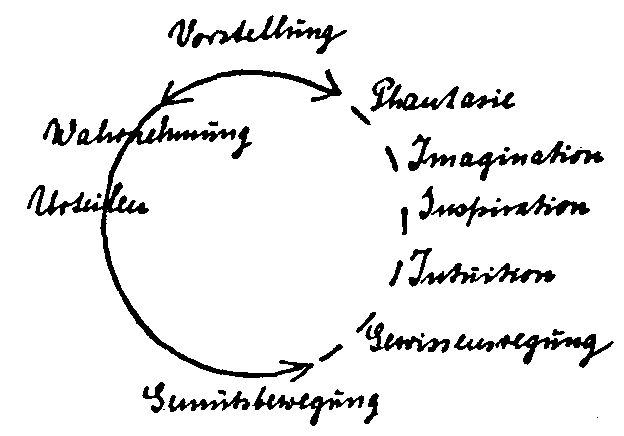 Vorstellung
Phantasie
Wahrnehmung
Imagination
Urteilen
Inspiration
Intuition
Gewissensregung
Gemütsbewegung